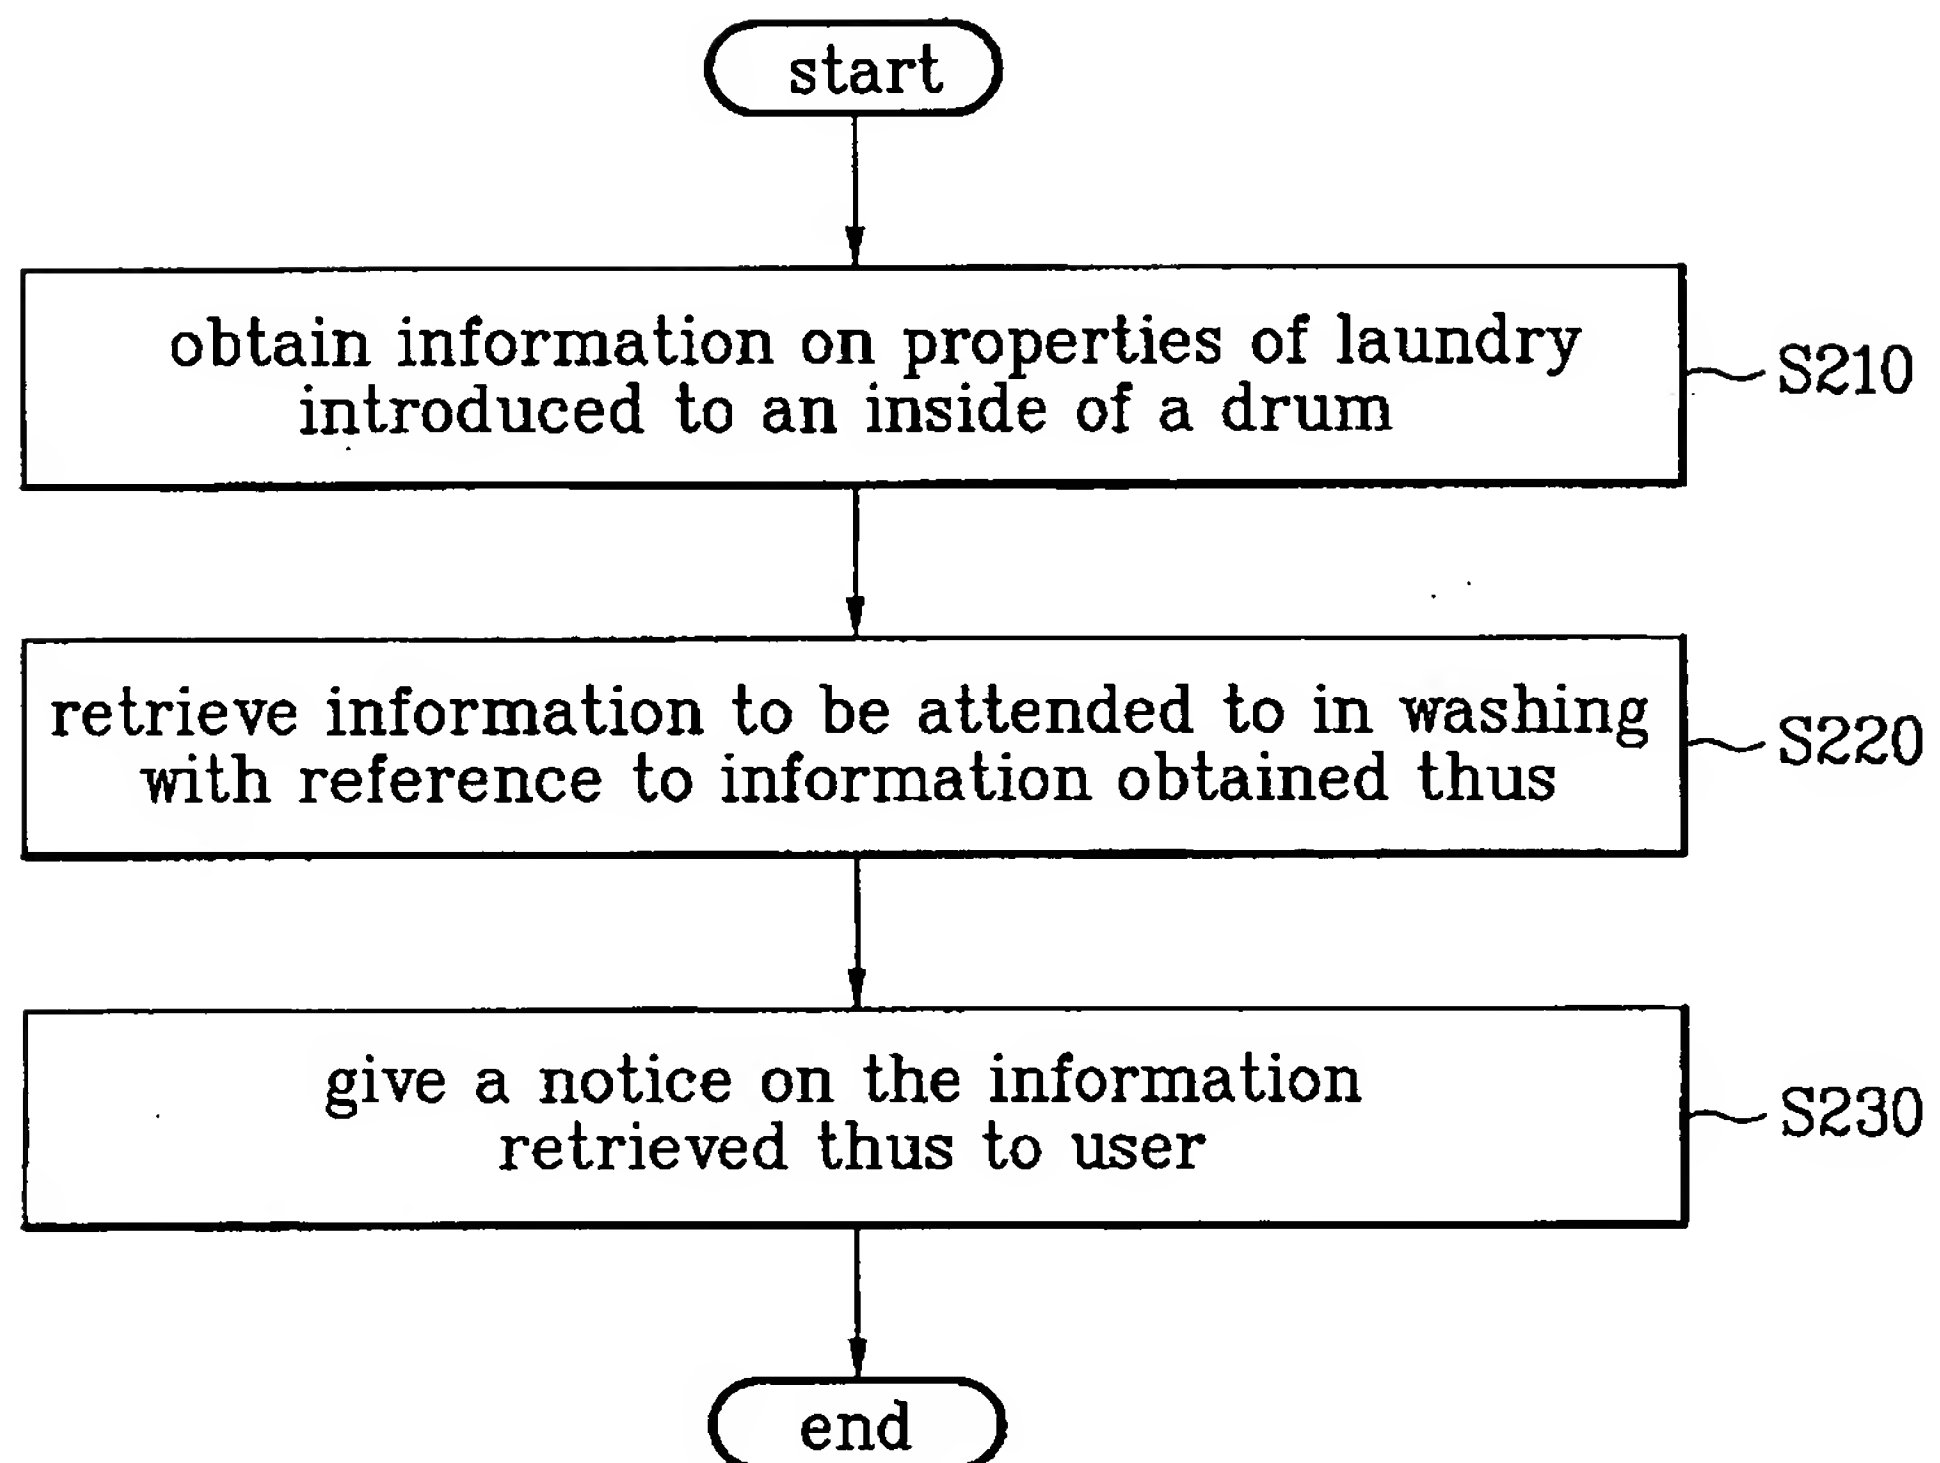 start
obtain information on properties of laundry
introduced to an inside of a drum
S210
retrieve information to be attended to in washing
with reference to information obtained thus
S220
give a notice on the information
retrieved thus to user
S230
end